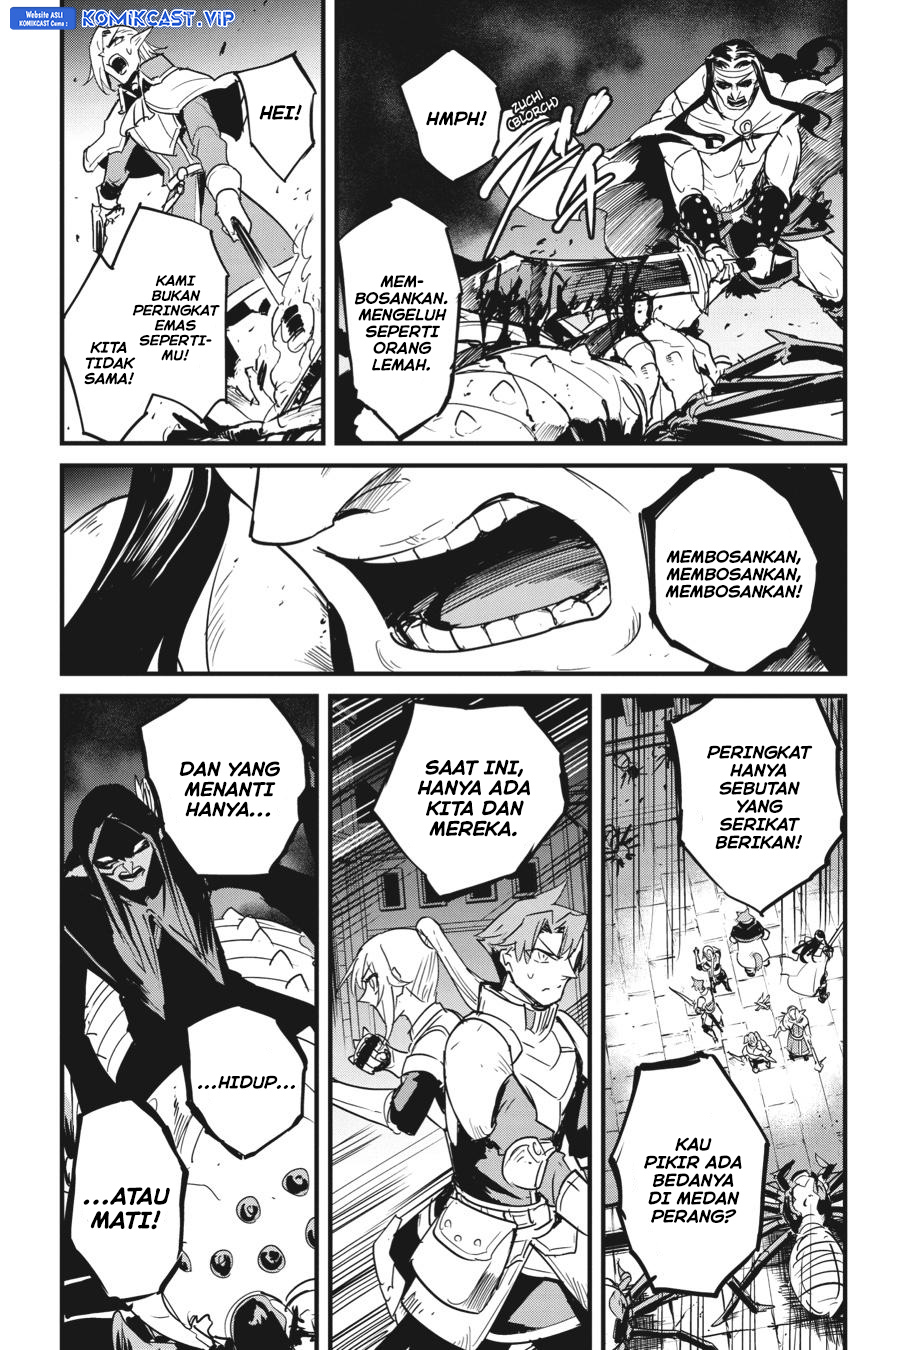 Website ASLI
KOMIKCAST Cuma :
KOMIKCAST.VIP
HMPH!
ズチ
ZUCHI
(BLORCH)
MEM-
BOSANKAN.
MENGELUH
SEPERTI
ORANG
LEMAH.
HEI!
KAMI
BUKAN
PERINGKAT
EMAS
SEPERTI-
MU!
KITA
TIDAK
SAMA!
MEMBOSANKAN,
MEMBOSANKAN,
MEMBOSANKAN!
PERINGKAT
HANYA
SEBUTAN
YANG
SERIKAT
BERIKAN!
KAU
PIKIR ADA
BEDANYA
DI MEDAN
PERANG?
SAAT INI,
HANYA ADA
KITA DAN
MEREKA.
DAN YANG
MENANTI
HANYA...
...HIDUP...
...ATAU
MATI!